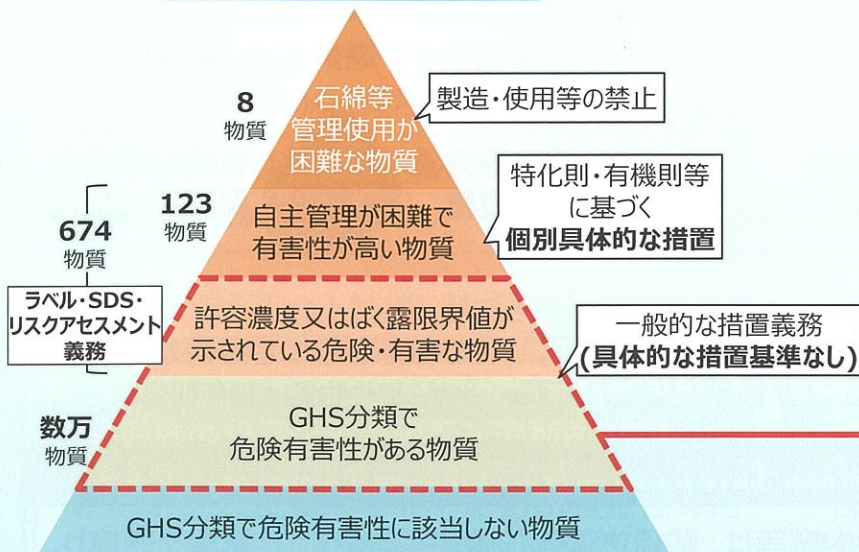 8
物質
石綿等
管理使用が
困難な物質
製造・使用等の禁止
123
物質
自主管理が困難で
有害性が高い物質
特化則・有機則等
に基づく
個別具体的な措置
674
物質
ラベル・SDS・
リスクアセスメント
義務
許容濃度又はばく露限界値が
示されている危険・有害な物質
一般的な措置義務
(具体的な措置基準なし)
数万
物質
GHS分類で
危険有害性がある物質
GHS分類で危険有害性に該当しない物質